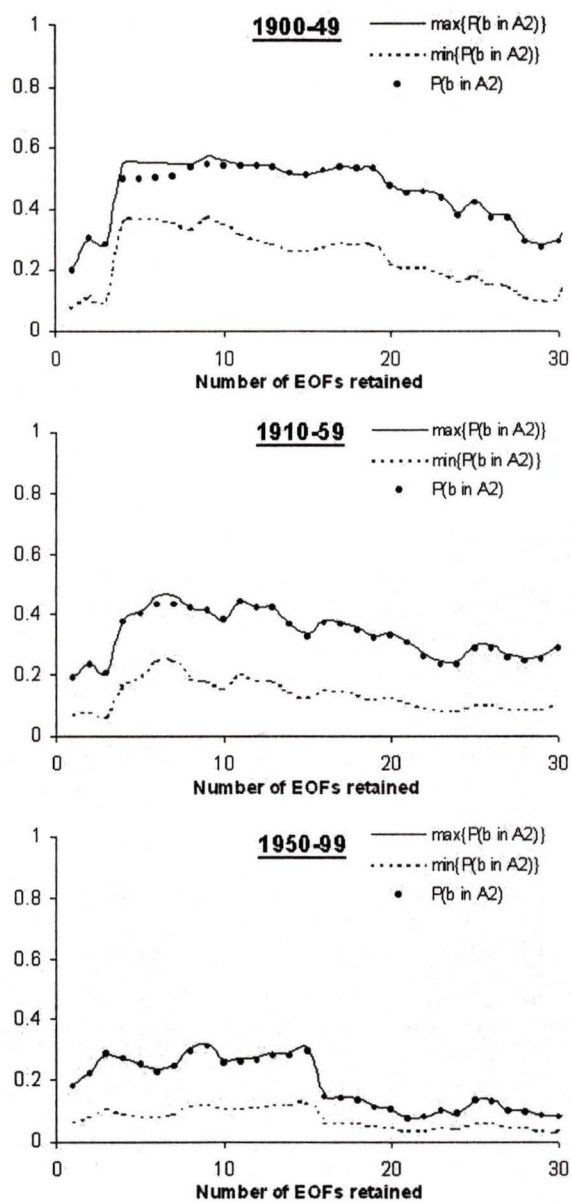 1900-49
max{P(b in A2)}
min{P(b in A2)}
P(b in A2)
1
0.8
0.6
0.4
0.2
0
0 10 20 30
Number of EOFs retained
1910-59
max{P(b in A2)}
min{P(b in A2)}
P(b in A2)
1
0.8
0.6
0.4
0.2
0
0 10 20 30
Number of EOFs retained
1950-99
max{P(b in A2)}
min{P(b in A2)}
P(b in A2)
1
0.8
0.6
0.4
0.2
0
0 10 20 30
Number of EOFs retained